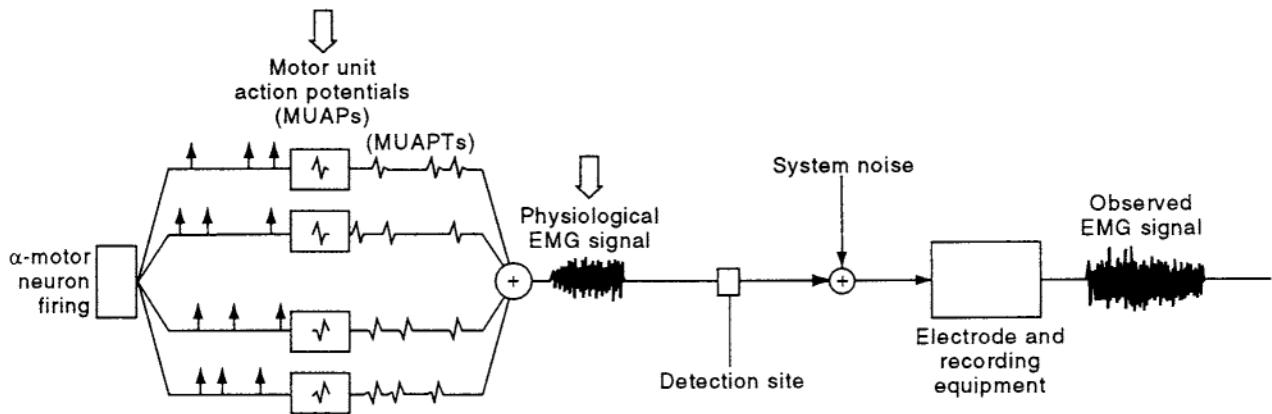 Motor unit
action potentials
(MUAPs)
(MUAPTs)
α-motor
neuron
firing
+
Physiological
EMG signal
Detection site
System noise
+
Electrode and
recording
equipment
Observed
EMG signal